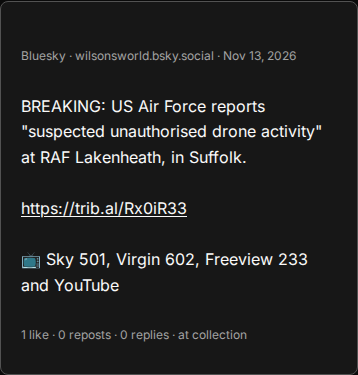 Bluesky · wilsonsworld.bsky.social · Nov 13, 2026
BREAKING: US Air Force reports
"suspected unauthorised drone activity"
at RAF Lakenheath, in Suffolk.
https://trib.al/Rx0iR33
📺 Sky 501, Virgin 602, Freeview 233
and YouTube
1 like · 0 reposts · 0 replies · at collection